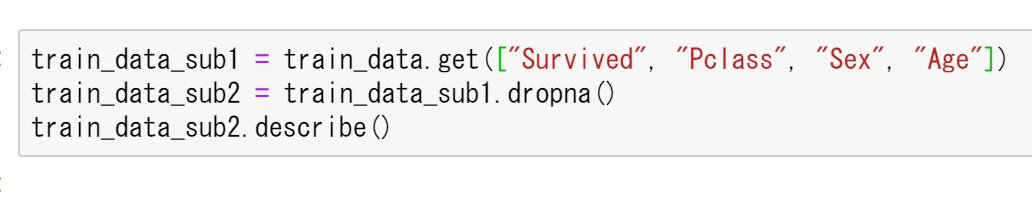 train_data_sub1 = train_data.get(["Survived", "Pclass", "Sex", "Age"])
train_data_sub2 = train_data_sub1.dropna()
train_data_sub2.describe()